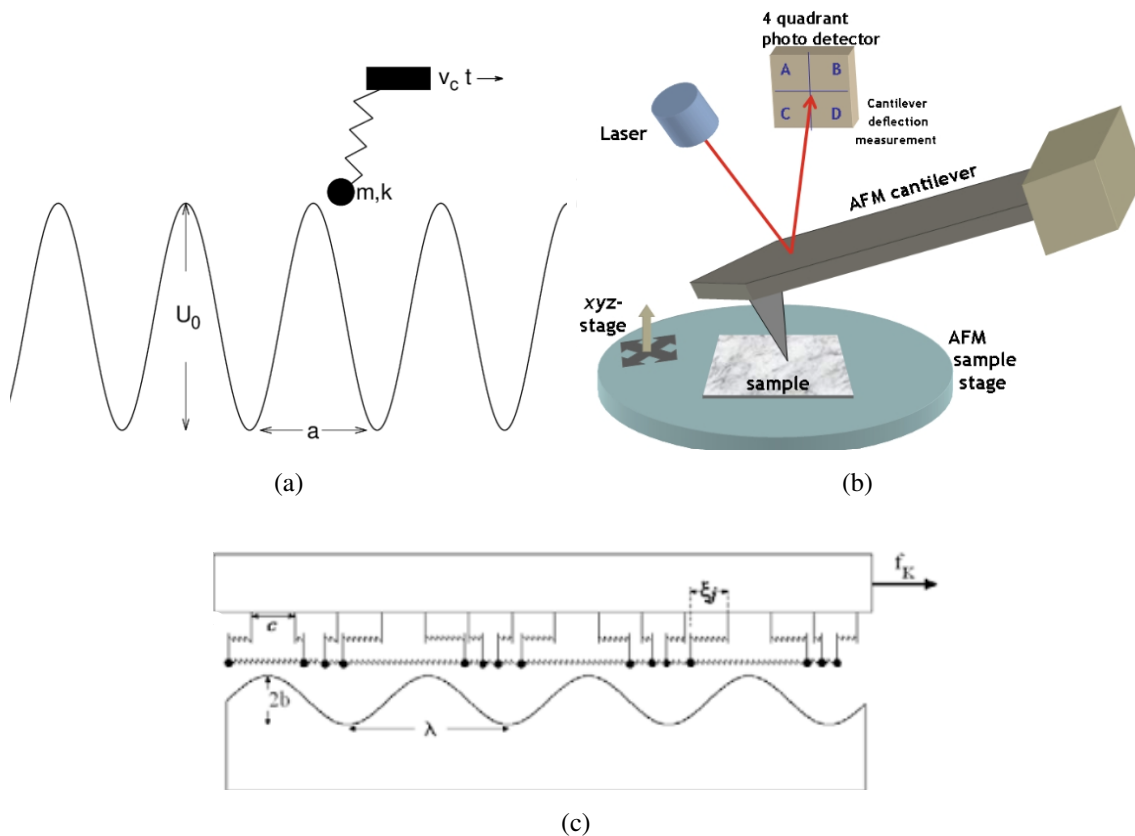 v_c t
m,k
U_0
a
(a)
4 quadrant
photo detector
A B
C D
Cantilever
deflection
measurement
Laser
AFM cantilever
xyz-
stage
sample
AFM
sample
stage
(b)
f_K
c
ξ_j
2b
λ
(c)